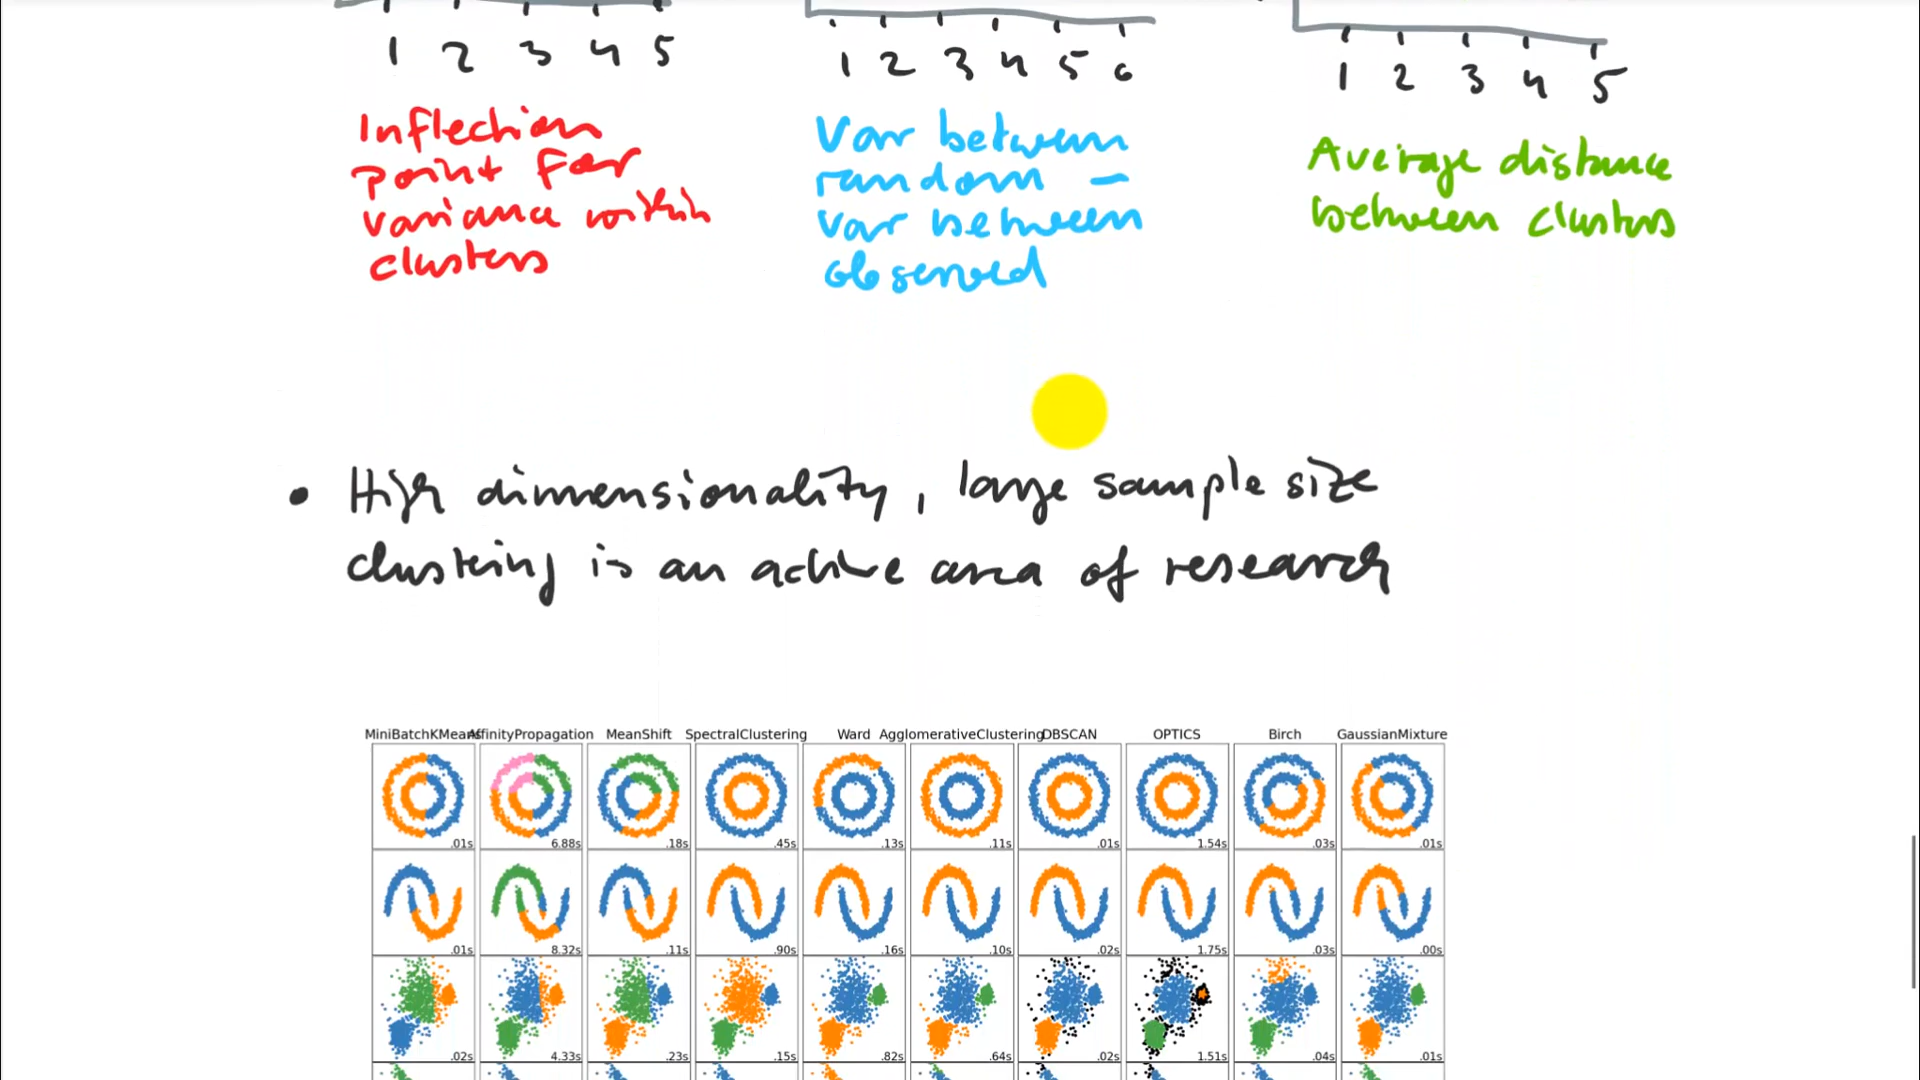 1 2 3 4 5
1 2 3 4 5 6
1 2 3 4 5
Inflection
point for
variance within
clusters
Var between
random -
var between
observed
Average distance
between clusters
• High dimensionality, large sample size
clustering is an active area of research
MiniBatchKMeans AffinityPropagation MeanShift SpectralClustering Ward AgglomerativeClustering DBSCAN OPTICS Birch GaussianMixture
.01s 6.88s .18s .45s .13s .11s .01s 1.54s .03s .01s
.01s 8.32s .11s .90s .16s .10s .02s 1.75s .03s .00s
.02s 4.33s .23s .15s .82s .64s .02s 1.51s .04s .01s